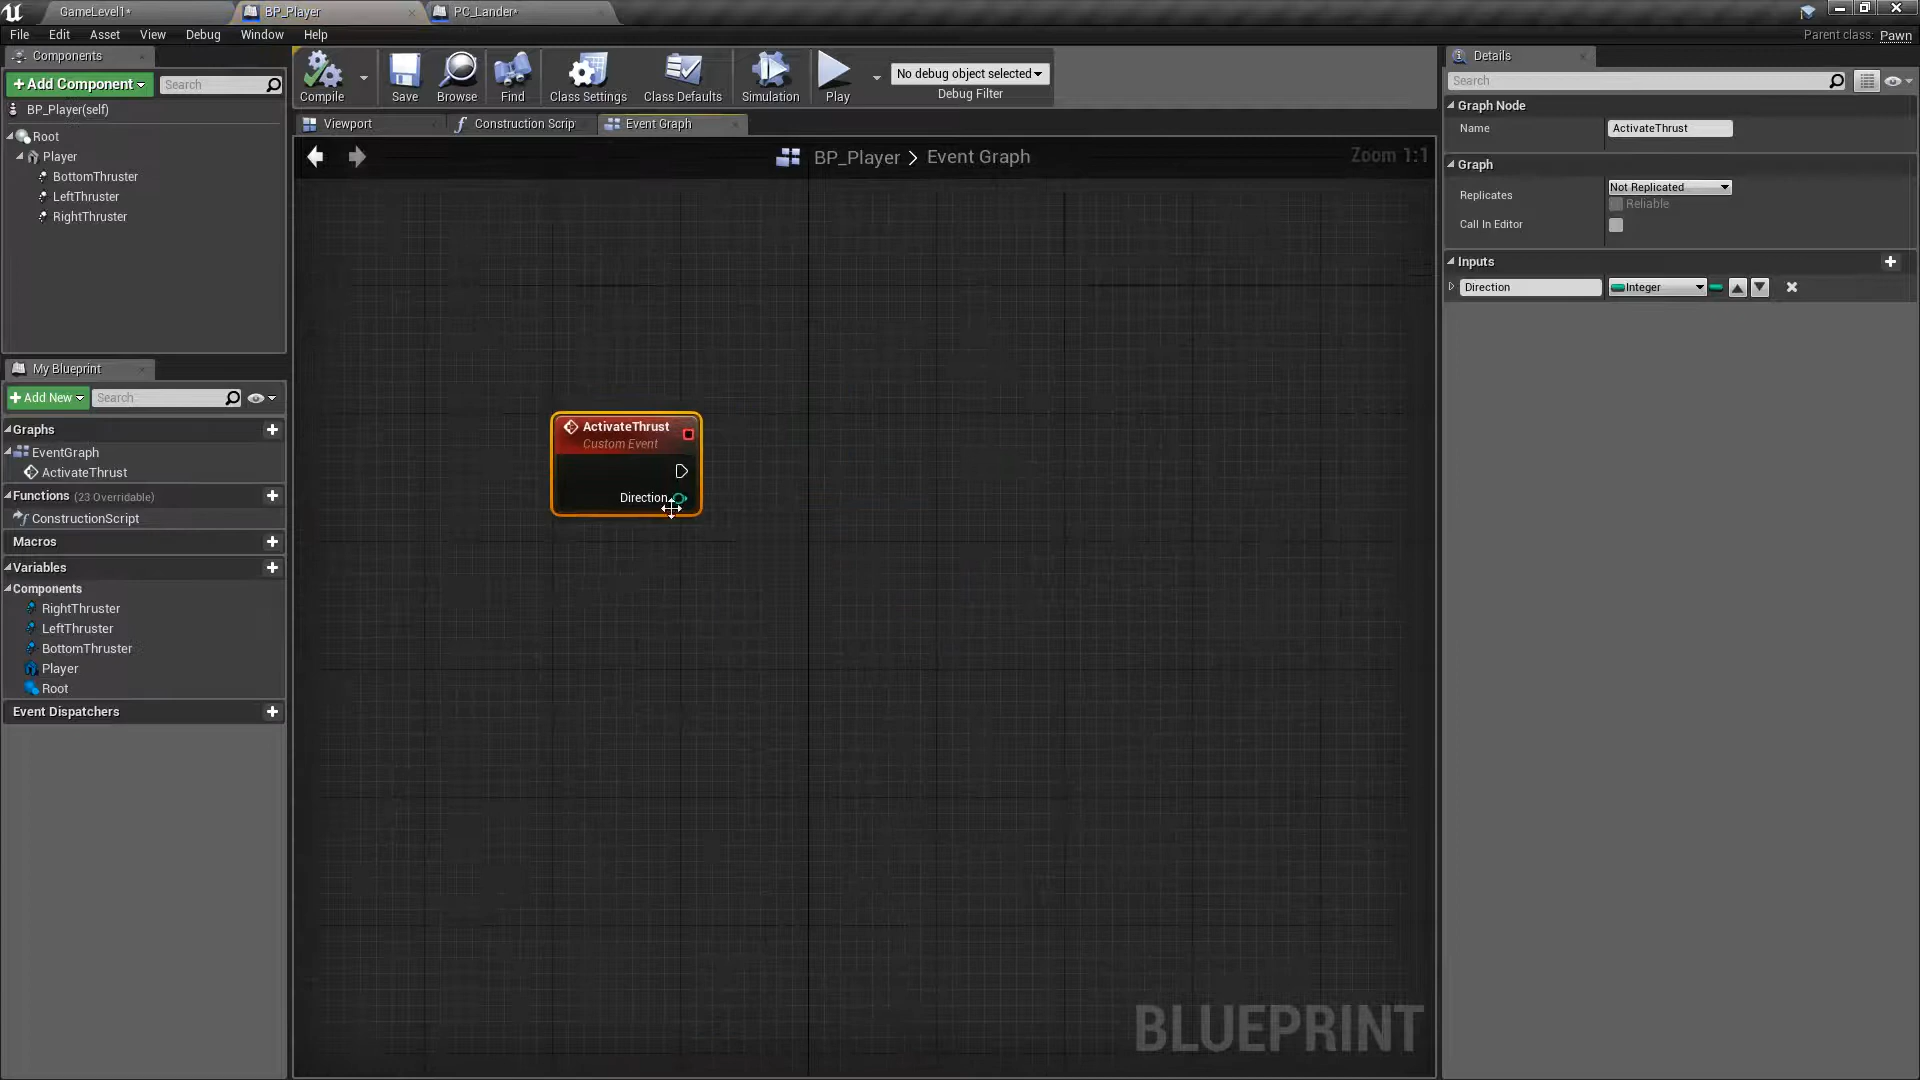 GameLevel1*
BP_Player
PC_Lander*
File Edit Asset View Debug Window Help
Parent class: Pawn
Components
+ Add Component
Search
BP_Player(self)
Root
Player
BottomThruster
LeftThruster
RightThruster
My Blueprint
+ Add New
Search
Graphs
EventGraph
ActivateThrust
Functions (23 Overridable)
ConstructionScript
Macros
Variables
Components
RightThruster
LeftThruster
BottomThruster
Player
Root
Event Dispatchers
Compile Save Browse Find Class Settings Class Defaults Simulation Play
No debug object selected
Debug Filter
Viewport
Construction Scrip
Event Graph
BP_Player > Event Graph
Zoom 1:1
ActivateThrust
Custom Event
Direction
BLUEPRINT
Details
Search
Graph Node
Name ActivateThrust
Graph
Replicates Not Replicated
Reliable
Call In Editor
Inputs
Direction Integer